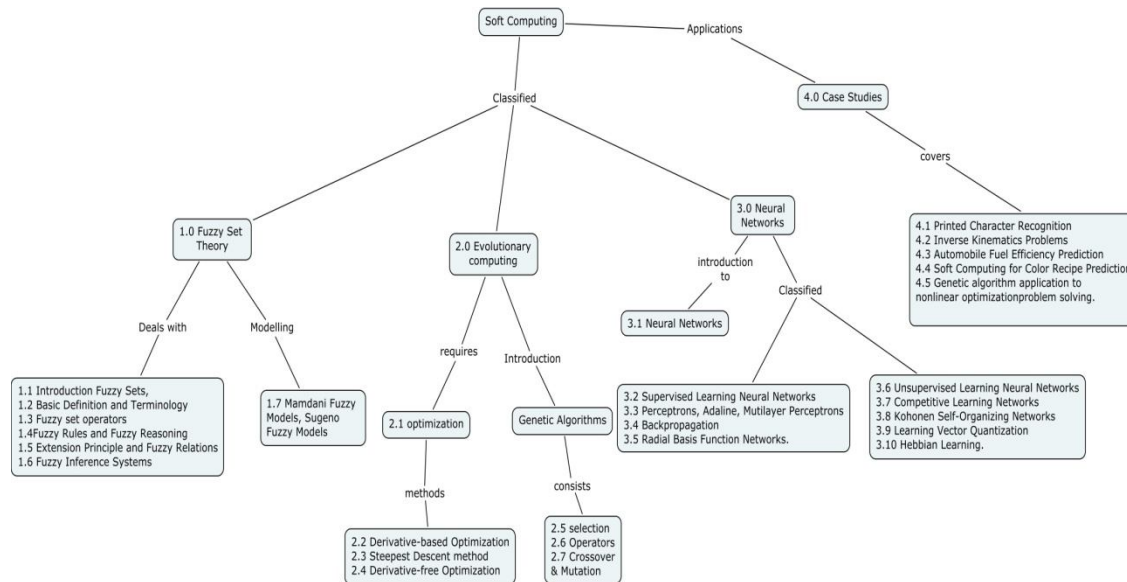 Soft Computing
Applications
Classified
4.0 Case Studies
covers
1.0 Fuzzy Set
Theory
2.0 Evolutionary
computing
3.0 Neural
Networks
4.1 Printed Character Recognition
4.2 Inverse Kinematics Problems
4.3 Automobile Fuel Efficiency Prediction
4.4 Soft Computing for Color Recipe Prediction
4.5 Genetic algorithm application to
nonlinear optimizationproblem solving.
introduction
to
Classified
3.1 Neural Networks
Deals with
Modelling
requires
Introduction
1.1 Introduction Fuzzy Sets,
1.2 Basic Definition and Terminology
1.3 Fuzzy set operators
1.4Fuzzy Rules and Fuzzy Reasoning
1.5 Extension Principle and Fuzzy Relations
1.6 Fuzzy Inference Systems
1.7 Mamdani Fuzzy
Models, Sugeno
Fuzzy Models
2.1 optimization
Genetic Algorithms
3.2 Supervised Learning Neural Networks
3.3 Perceptrons, Adaline, Mutilayer Perceptrons
3.4 Backpropagation
3.5 Radial Basis Function Networks.
3.6 Unsupervised Learning Neural Networks
3.7 Competitive Learning Networks
3.8 Kohonen Self-Organizing Networks
3.9 Learning Vector Quantization
3.10 Hebbian Learning.
methods
consists
2.2 Derivative-based Optimization
2.3 Steepest Descent method
2.4 Derivative-free Optimization
2.5 selection
2.6 Operators
2.7 Crossover
& Mutation